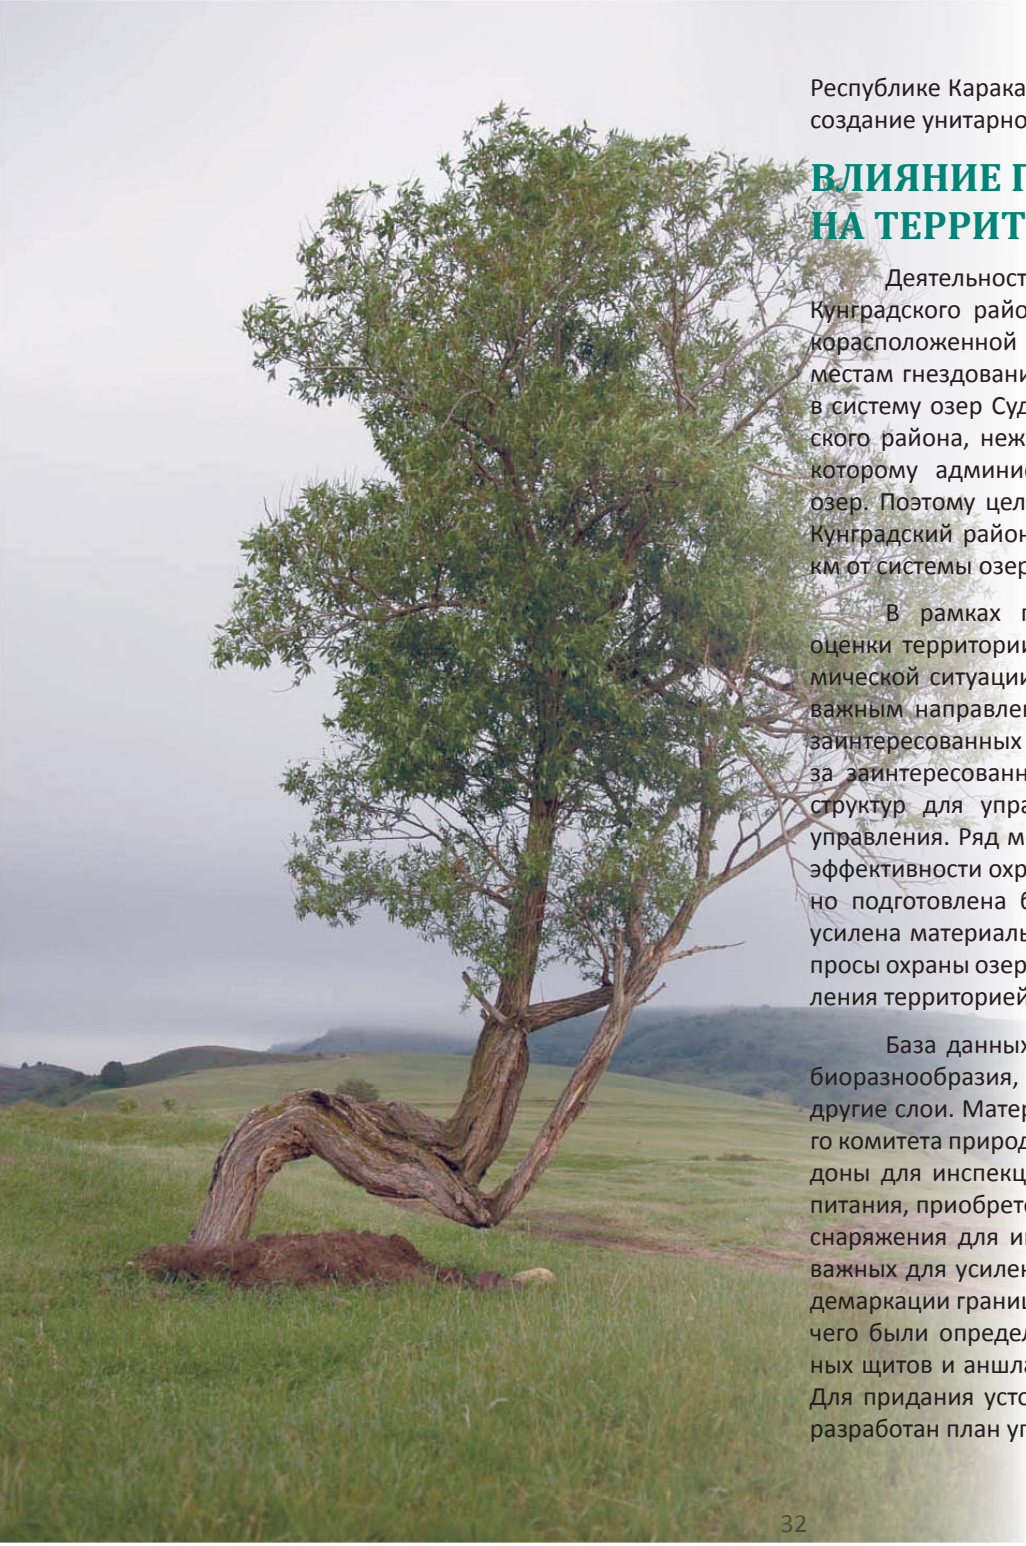 Республике Карака
создание унитарно
ВЛИЯНИЕ П
НА ТЕРРИТ
Деятельност
Кунградского райо
корасположенной
местам гнездовани
в систему озер Суд
ского района, неж
которому админис
озер. Поэтому цел
Кунградский район
км от системы озер
В рамках п
оценки территории
мической ситуации
важным направлен
заинтересованных
за заинтересованн
структур для упра
управления. Ряд м
эффективности охр
но подготовлена б
усилена материаль
просы охраны озер
ления территорией
База данных
биоразнообразия,
другие слои. Матер
го комитета природ
доны для инспекц
питания, приобрете
снаряжения для ин
важных для усилен
демаркации границ
чего были определ
ных щитов и аншла
Для придания усто
разработан план уп
32